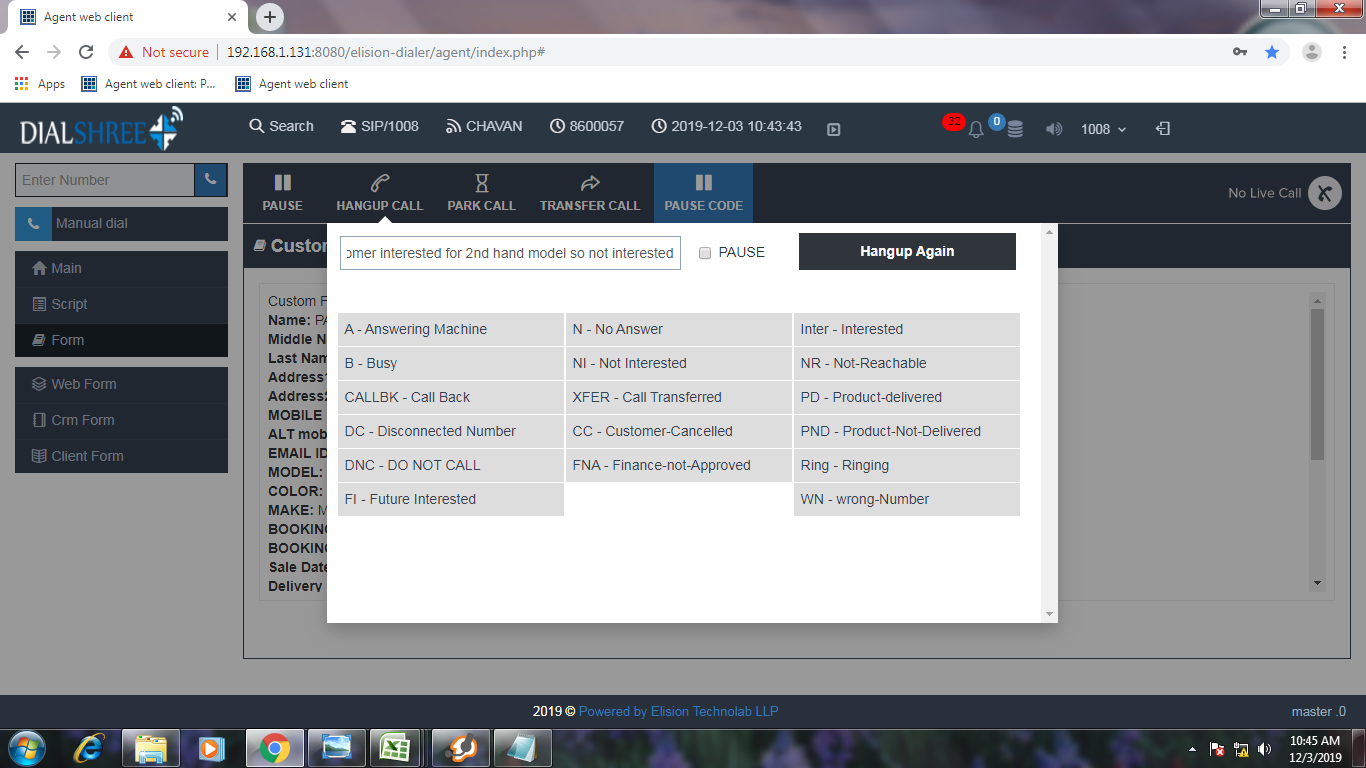 Agent web client
Not secure
192.168.1.131:8080/elision-dialer/agent/index.php#
Apps
Agent web client: P...
Agent web client
DIALSHREE
Search
SIP/1008
CHAVAN
8600057
2019-12-03 10:43:43
32
0
1008
Enter Number
Manual dial
Main
Script
Form
Web Form
Crm Form
Client Form
PAUSE
HANGUP CALL
PARK CALL
TRANSFER CALL
PAUSE CODE
No Live Call
Custom
omer interested for 2nd hand model so not interested
PAUSE
Hangup Again
A - Answering Machine
N - No Answer
Inter - Interested
B - Busy
NI - Not Interested
NR - Not-Reachable
CALLBK - Call Back
XFER - Call Transferred
PD - Product-delivered
DC - Disconnected Number
CC - Customer-Cancelled
PND - Product-Not-Delivered
DNC - DO NOT CALL
FNA - Finance-not-Approved
Ring - Ringing
FI - Future Interested
WN - wrong-Number
Custom F
Name: PA
Middle N
Last Nam
Address1
Address2
MOBILE
ALT mob
EMAIL ID
MODEL:
COLOR:
MAKE: M
BOOKING
BOOKING
Sale Date
Delivery
2019 © Powered by Elision Technolab LLP
master .0
10:45 AM
12/3/2019